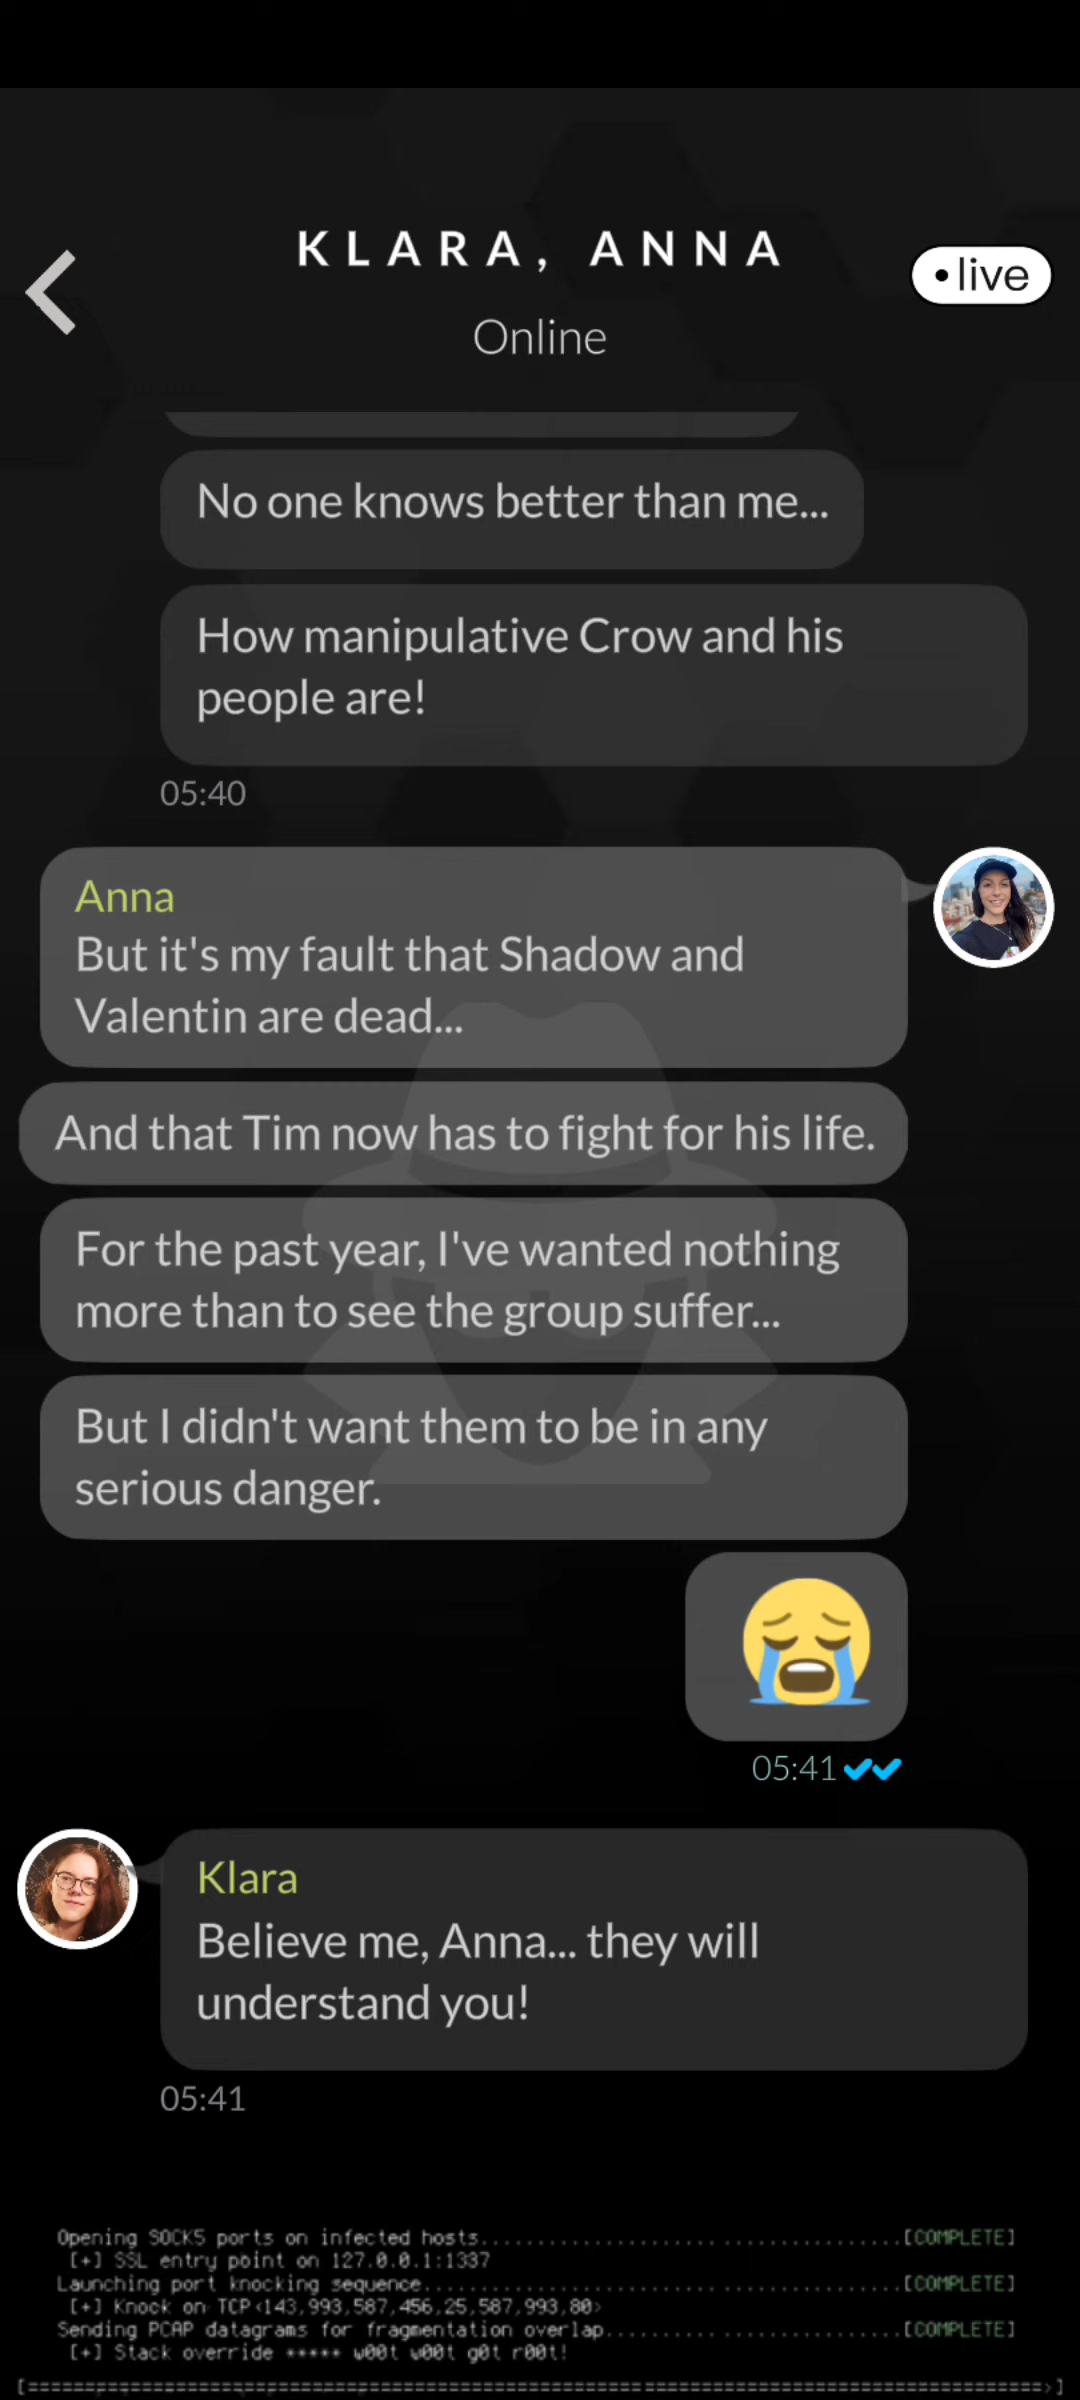 KLARA, ANNA
•live
Online
No one knows better than me...
How manipulative Crow and his
people are!
05:40
Anna
But it's my fault that Shadow and
Valentin are dead...
And that Tim now has to fight for his life.
For the past year, I've wanted nothing
more than to see the group suffer...
But I didn't want them to be in any
serious danger.
05:41
Klara
Believe me, Anna... they will
understand you!
05:41
Opening SOCK5 ports on infected hosts.....................................[COMPLETE]
[+] SSL entry point on 127.0.0.1:1337
Launching port knocking sequence..........................................[COMPLETE]
[+] Knock on TCP<143,993,587,456,25,587,993,80>
Sending PCAP datagrams for fragmentation overlap..........................[COMPLETE]
[+] Stack override ***** w00t w00t g0t r00t!
[=========================================================================================>]